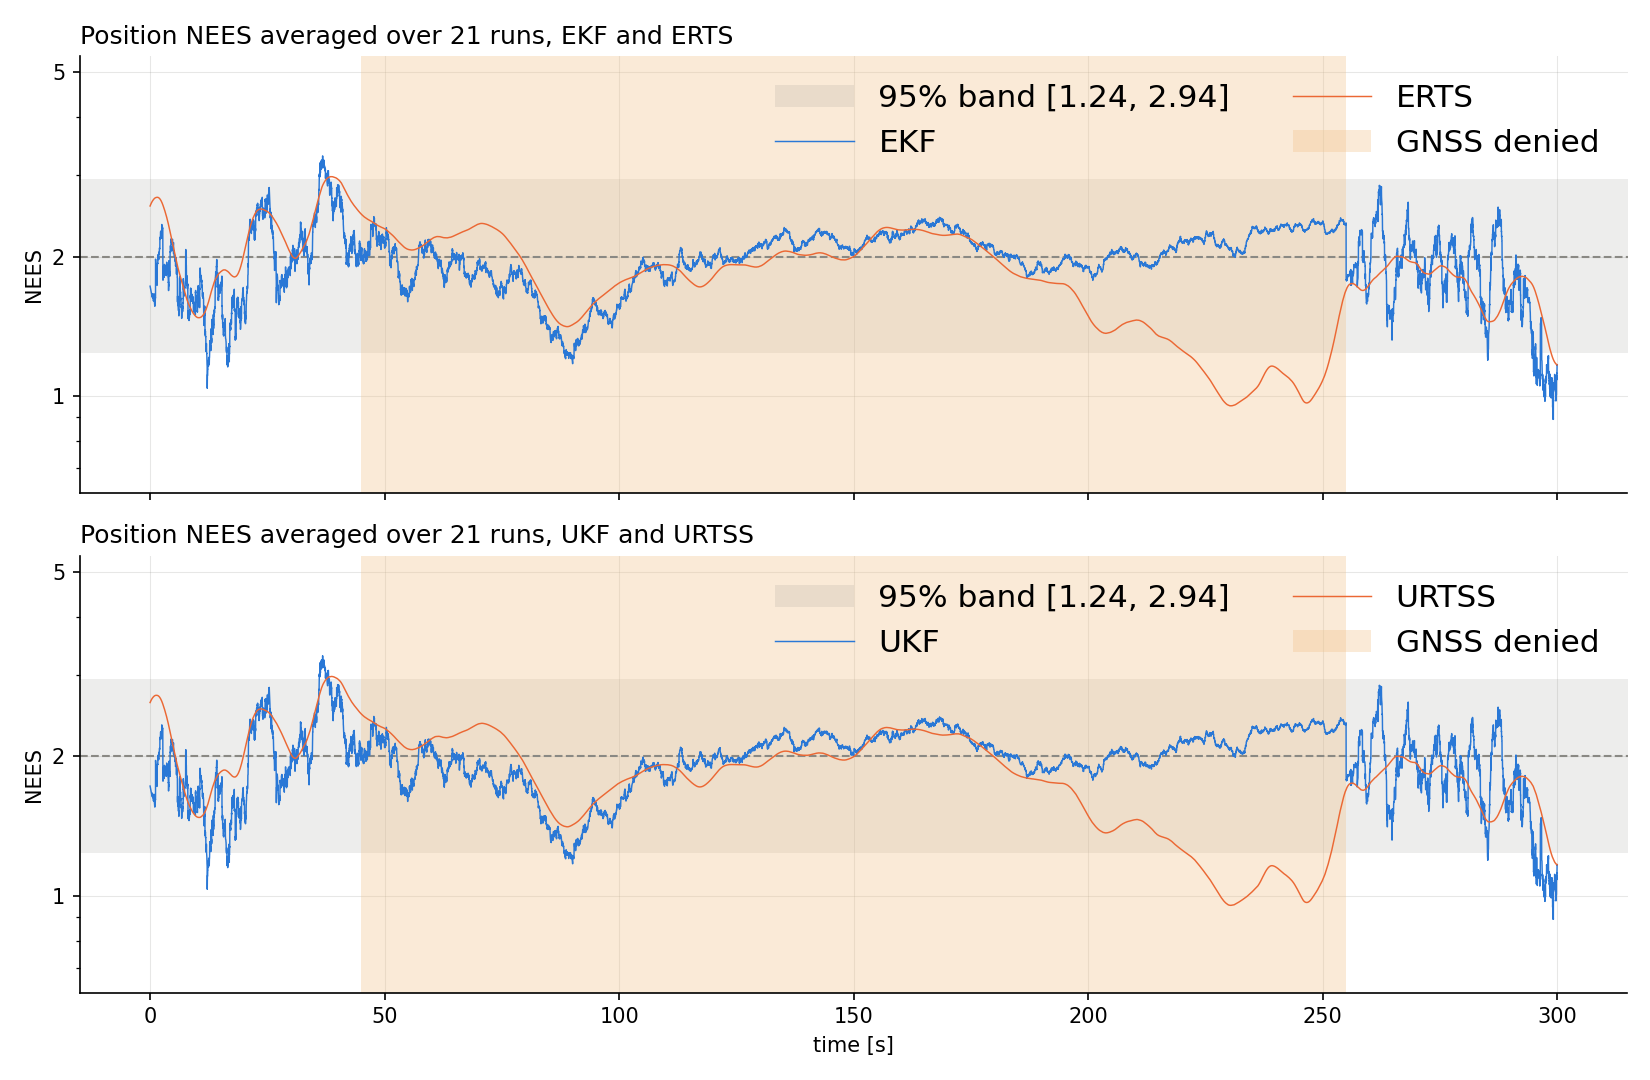 Position NEES averaged over 21 runs, EKF and ERTS
5
2
1
NEES
95% band [1.24, 2.94]
EKF
ERTS
GNSS denied
Position NEES averaged over 21 runs, UKF and URTSS
5
2
1
NEES
95% band [1.24, 2.94]
UKF
URTSS
GNSS denied
0 50 100 150 200 250 300
time [s]